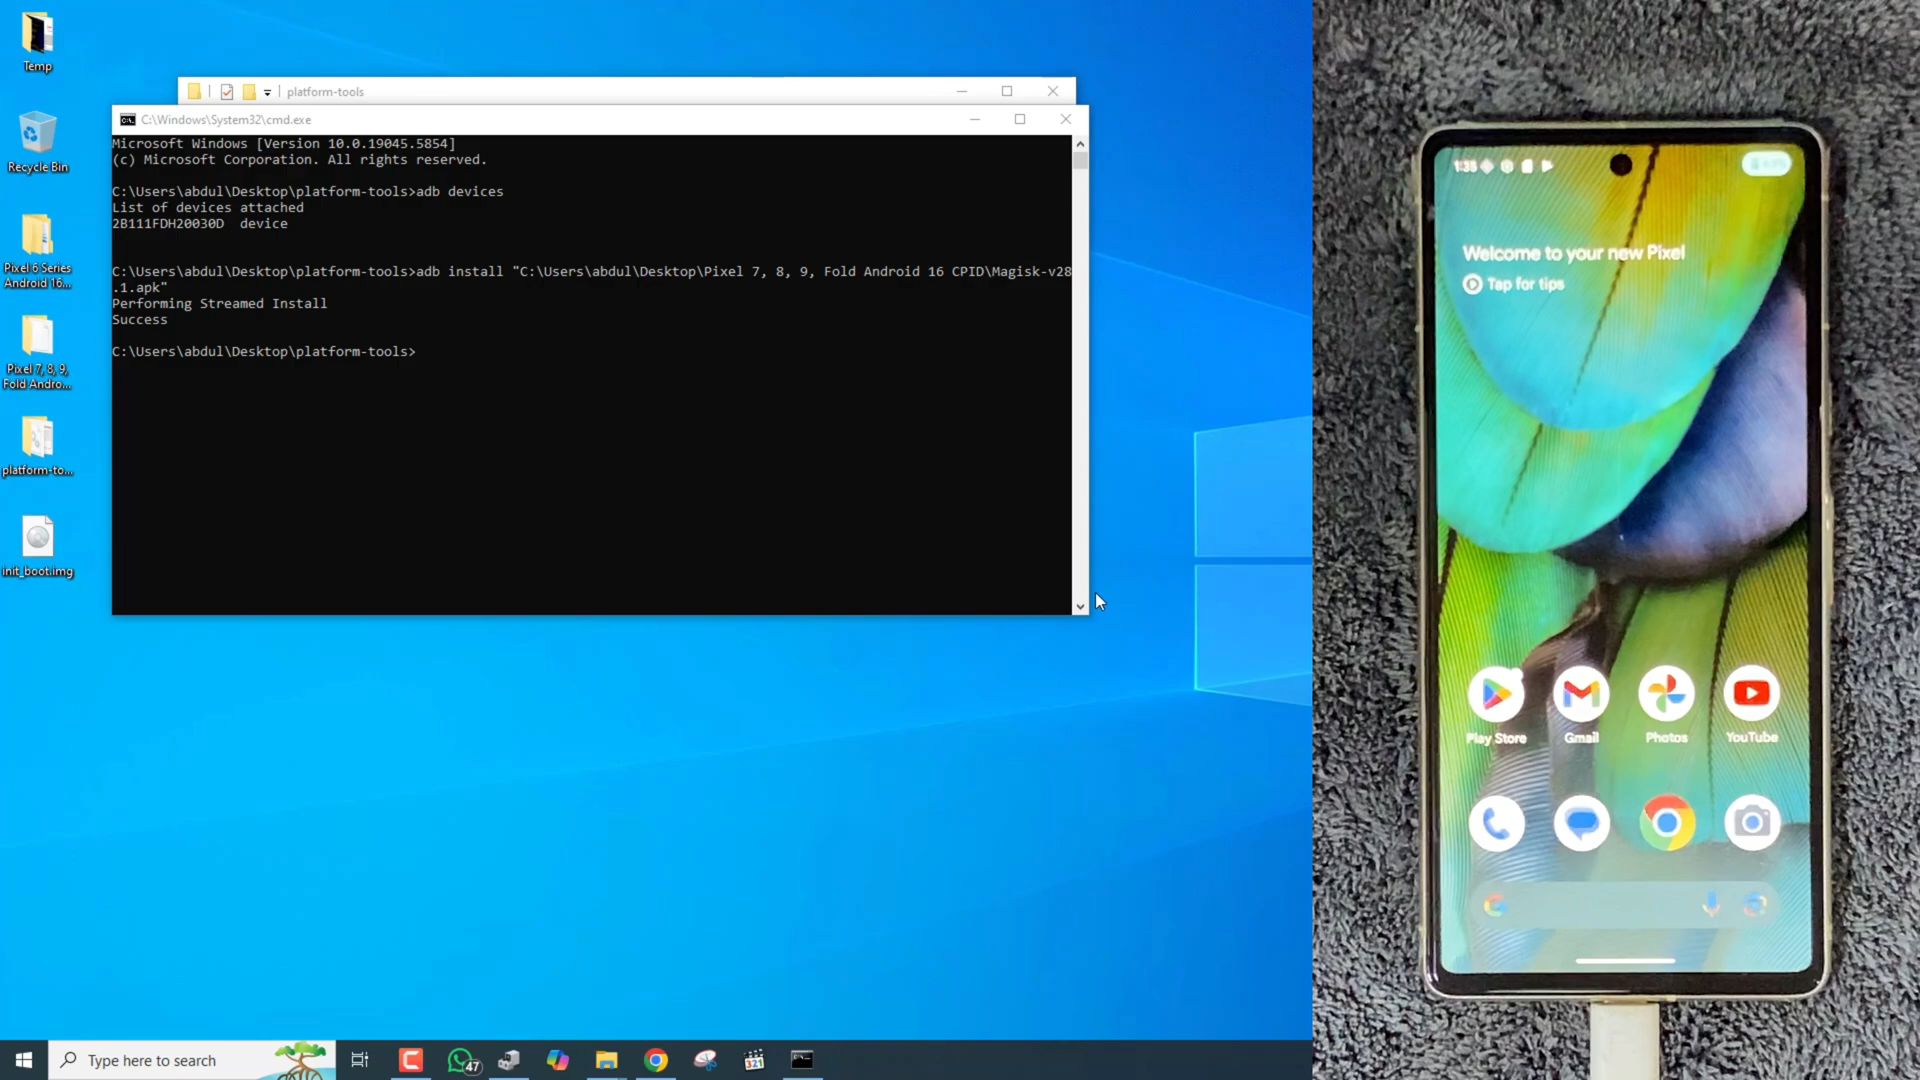 Temp
Recycle Bin
Pixel 6 Series
Android 16...
Pixel 7, 8, 9,
Fold Andro...
platform-to...
init_boot.img
platform-tools
C:\Windows\System32\cmd.exe
Microsoft Windows [Version 10.0.19045.5854]
(c) Microsoft Corporation. All rights reserved.
C:\Users\abdul\Desktop\platform-tools>adb devices
List of devices attached
2B111FDH20030D device
C:\Users\abdul\Desktop\platform-tools>adb install "C:\Users\abdul\Desktop\Pixel 7, 8, 9, Fold Android 16 CPID\Magisk-v28
.1.apk"
Performing Streamed Install
Success
C:\Users\abdul\Desktop\platform-tools>
Type here to search
47
321
1:35
Welcome to your new Pixel
Tap for tips
Play Store
Gmail
Photos
YouTube